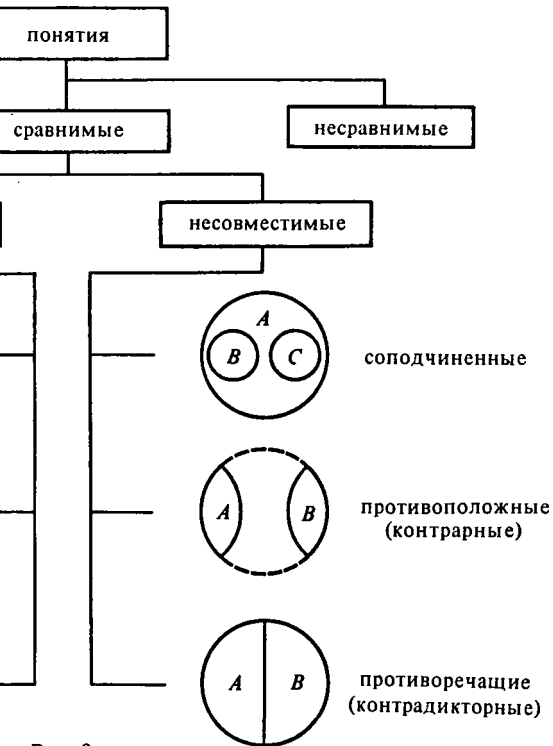 понятия
сравнимые
несравнимые
несовместимые
A
B C
соподчиненные
A B
противоположные
(контрарные)
A B
противоречащие
(контрадикторные)